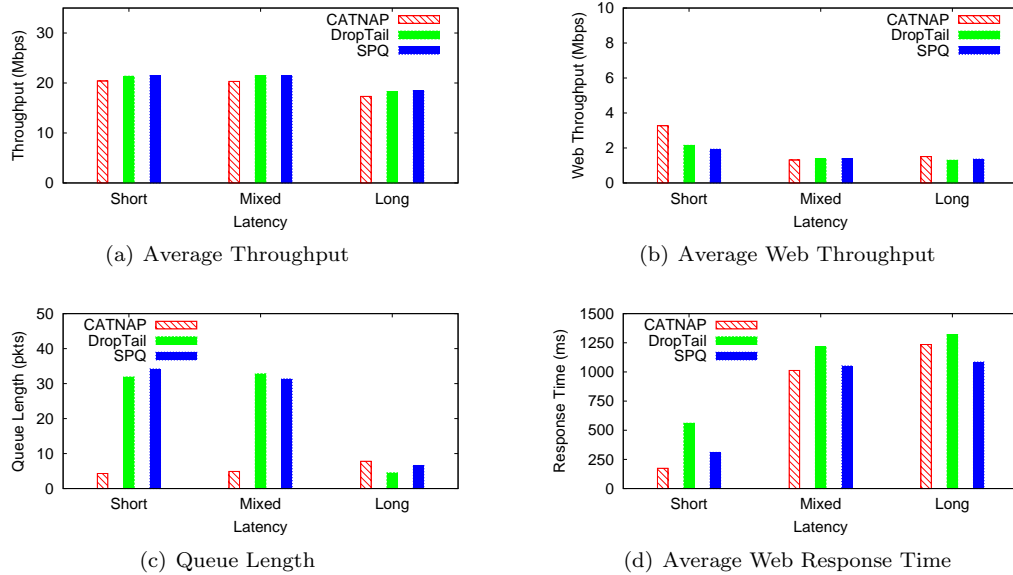 Throughput (Mbps)
30
20
10
0
CATNAP
DropTail
SPQ
Short
Mixed
Long
Latency
(a) Average Throughput
Web Throughput (Mbps)
10
8
6
4
2
0
CATNAP
DropTail
SPQ
Short
Mixed
Long
Latency
(b) Average Web Throughput
Queue Length (pkts)
50
40
30
20
10
0
CATNAP
DropTail
SPQ
Short
Mixed
Long
Latency
(c) Queue Length
Response Time (ms)
1500
1250
1000
750
500
250
0
CATNAP
DropTail
SPQ
Short
Mixed
Long
Latency
(d) Average Web Response Time